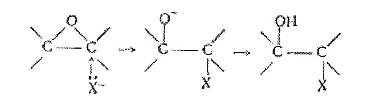 O O⁻ OH
C C → C C → C C
X⁻ X X